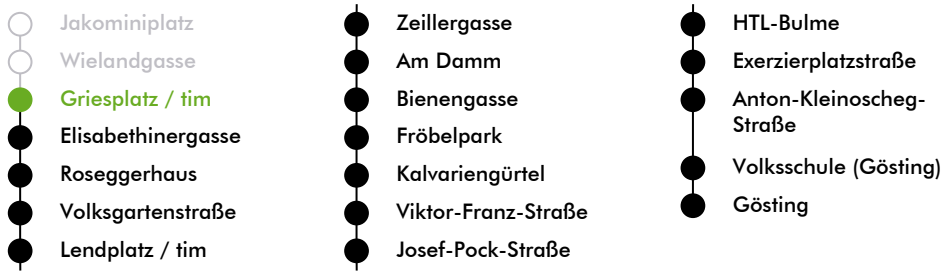 Jakominiplatz
Wielandgasse
Griesplatz / tim
Elisabethinergasse
Roseggerhaus
Volksgartenstraße
Lendplatz / tim
Zeillergasse
Am Damm
Bienengasse
Fröbelpark
Kalvariengürtel
Viktor-Franz-Straße
Josef-Pock-Straße
HTL-Bulme
Exerzierplatzstraße
Anton-Kleinoscheg-
Straße
Volksschule (Gösting)
Gösting